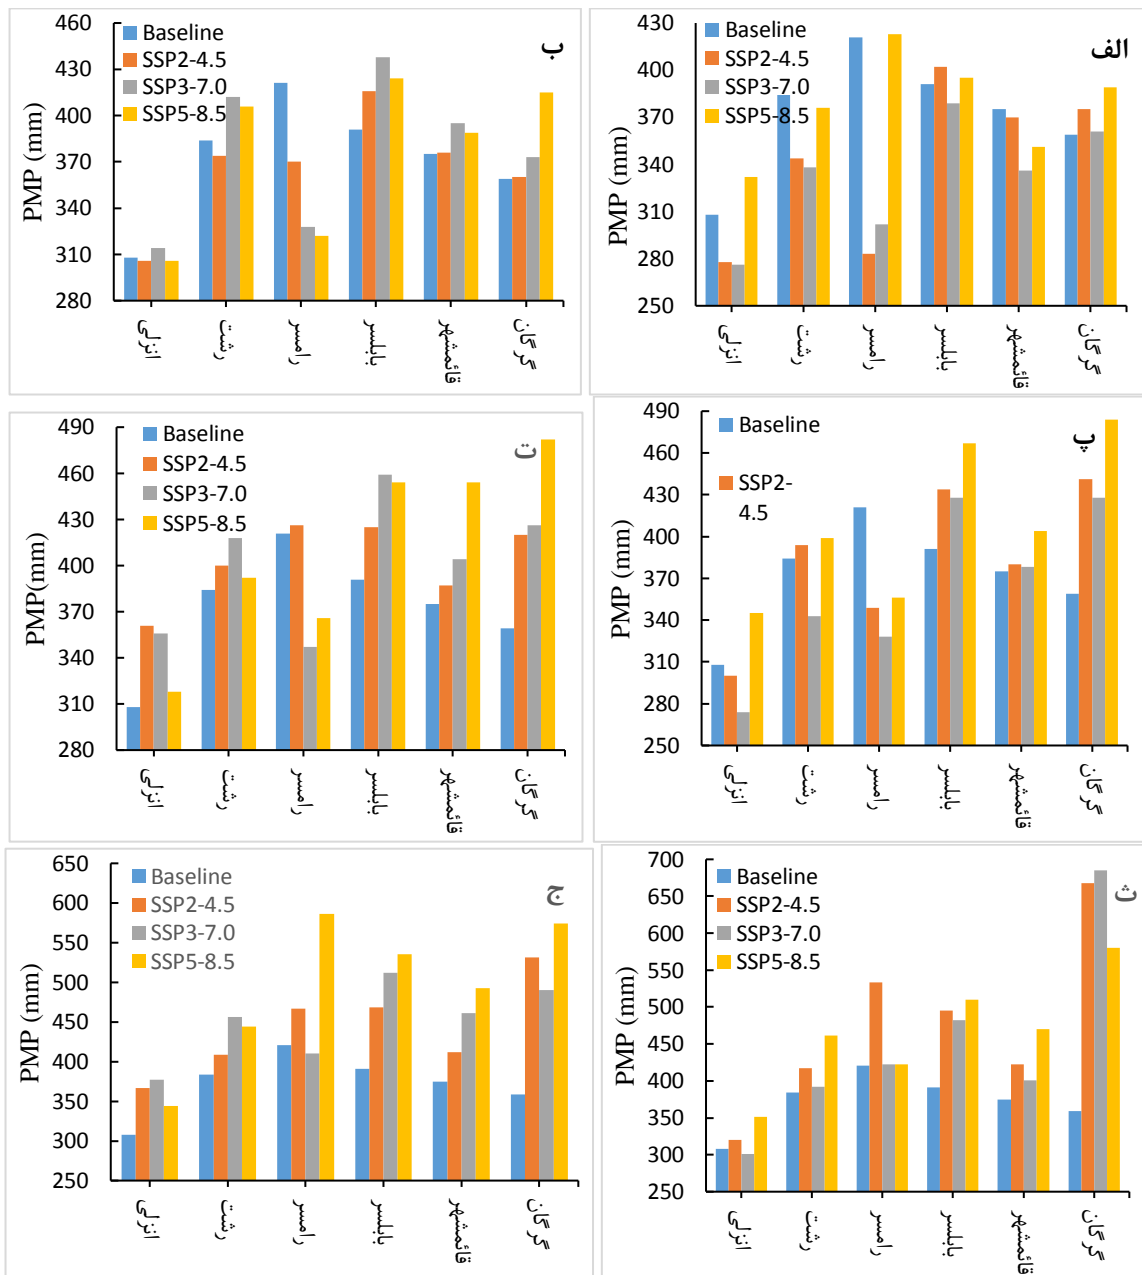 الف
Baseline
SSP2-4.5
SSP3-7.0
SSP5-8.5
PMP (mm)
430
400
370
340
310
280
250
انزلی
رشت
رامسر
بابلسر
قائمشهر
گرگان
ب
Baseline
SSP2-4.5
SSP3-7.0
SSP5-8.5
PMP (mm)
460
430
400
370
340
310
280
انزلی
رشت
رامسر
بابلسر
قائمشهر
گرگان
پ
Baseline
SSP2-
4.5
PMP (mm)
490
460
430
400
370
340
310
280
250
انزلی
رشت
رامسر
بابلسر
قائمشهر
گرگان
ت
Baseline
SSP2-4.5
SSP3-7.0
SSP5-8.5
PMP(mm)
490
460
430
400
370
340
310
280
انزلی
رشت
رامسر
بابلسر
قائمشهر
گرگان
ث
Baseline
SSP2-4.5
SSP3-7.0
SSP5-8.5
PMP (mm)
700
650
600
550
500
450
400
350
300
250
انزلی
رشت
رامسر
بابلسر
قائمشهر
گرگان
ج
Baseline
SSP2-4.5
SSP3-7.0
SSP5-8.5
PMP (mm)
650
600
550
500
450
400
350
300
250
انزلی
رشت
رامسر
بابلسر
قائمشهر
گرگان